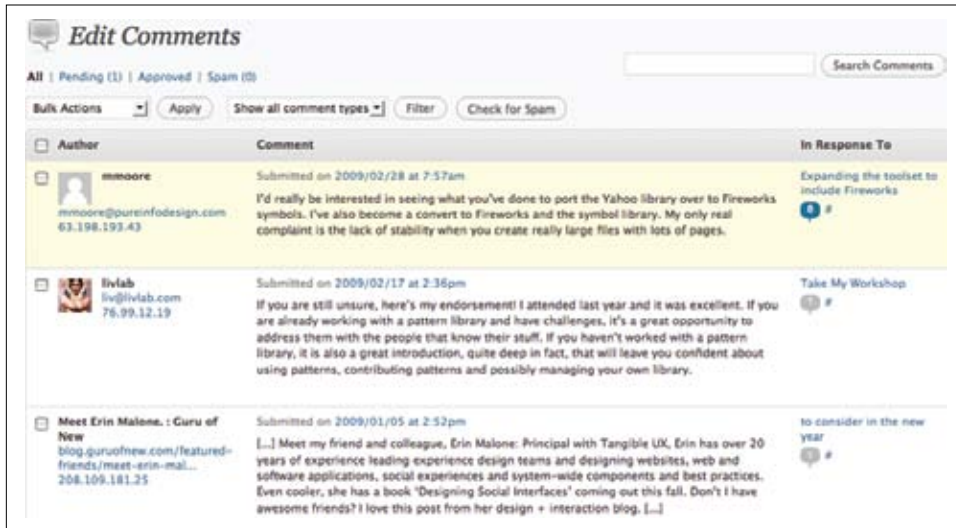 Edit Comments
All | Pending (1) | Approved | Spam (0)
Search Comments
Bulk Actions Apply Show all comment types Filter Check for Spam
Author Comment In Response To
mmoore
mmoore@pureinfodesign.com
63.198.193.43
Submitted on 2009/02/28 at 7:57am
I'd really be interested in seeing what you've done to port the Yahoo library over to Fireworks
symbols. I've also become a convert to Fireworks and the symbol library. My only real
complaint is the lack of stability when you create really large files with lots of pages.
Expanding the toolset to
include Fireworks
#
livlab
liv@livlab.com
76.99.12.19
Submitted on 2009/02/17 at 2:36pm
If you are still unsure, here's my endorsement! I attended last year and it was excellent. If you
are already working with a pattern library and have challenges, it's a great opportunity to
address them with the people that know their stuff. If you haven't worked with a pattern
library, it is also a great introduction, quite deep in fact, that will leave you confident about
using patterns, contributing patterns and possibly managing your own library.
Take My Workshop
#
Meet Erin Malone. : Guru of
New
blog.guruofnew.com/featured-
friends/meet-erin-mal...
208.109.181.25
Submitted on 2009/01/05 at 2:52pm
[...] Meet my friend and colleague, Erin Malone: Principal with Tangible UX, Erin has over 20
years of experience leading experience design teams and designing websites, web and
software applications, social experiences and system-wide components and best practices.
Even cooler, she has a book 'Designing Social Interfaces' coming out this fall. Don't I have
awesome friends? I love this post from her design + interaction blog. [...]
to consider in the new
year
#